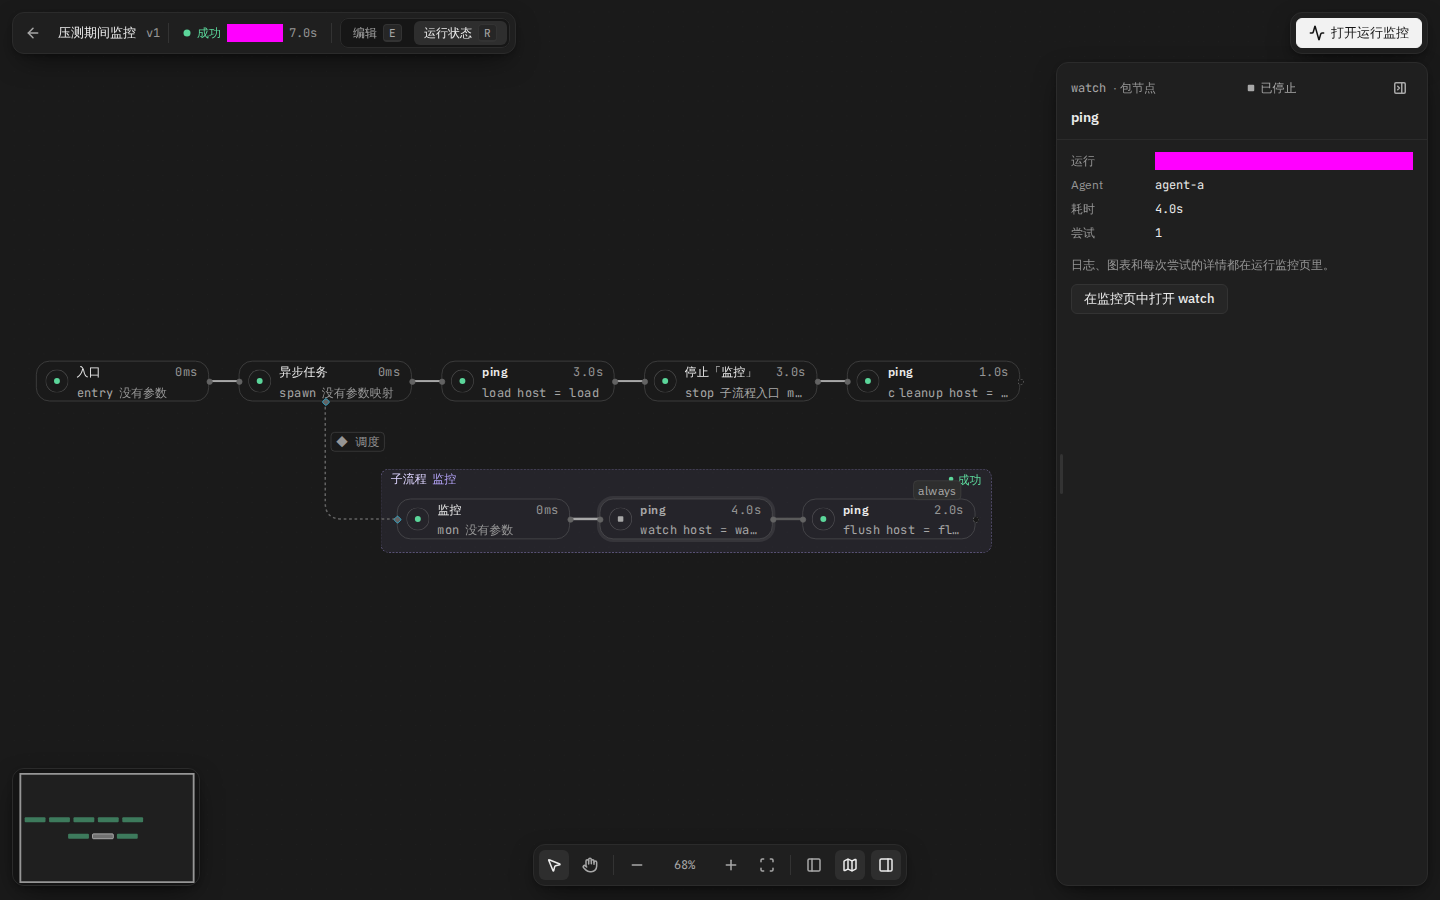 压测期间监控 v1 成功 7.0s 编辑 E 运行状态 R
打开运行监控
watch · 包节点 已停止
ping
运行
Agent agent-a
耗时 4.0s
尝试 1
日志、图表和每次尝试的详情都在运行监控页里。
在监控页中打开 watch
入口 0ms
entry 没有参数
异步任务 0ms
spawn 没有参数映射
ping 3.0s
load host = load
停止「监控」 3.0s
stop 子流程入口 m…
ping 1.0s
cleanup host = …
◆ 调度
子流程 监控 成功
always
监控 0ms
mon 没有参数
ping 4.0s
watch host = wa…
ping 2.0s
flush host = fl…
68%